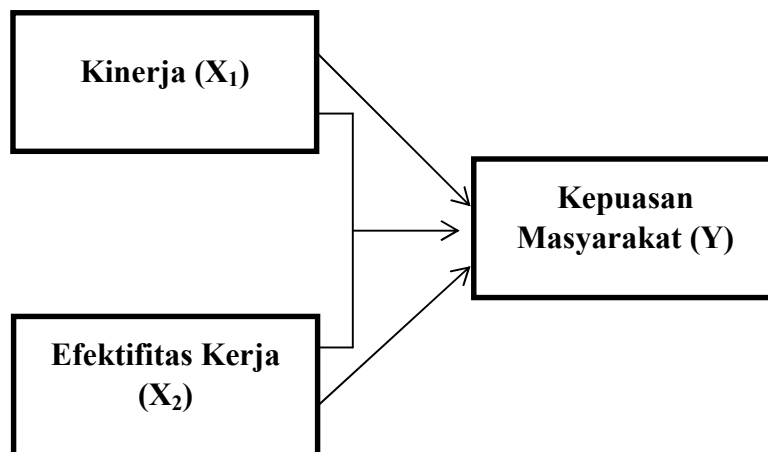 Kinerja (X₁)
Kepuasan
Masyarakat (Y)
Efektifitas Kerja
(X₂)